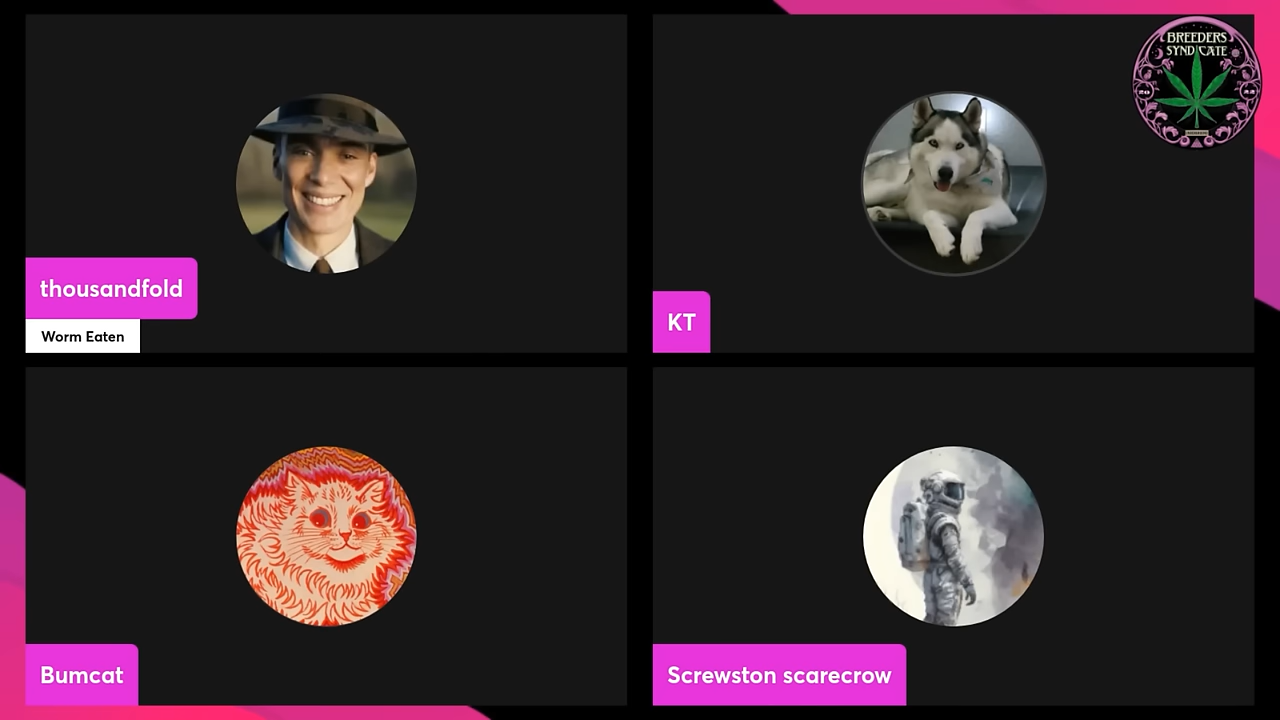 BREEDERS
SYNDICATE
thousandfold
Worm Eaten
KT
Bumcat
Screwston scarecrow